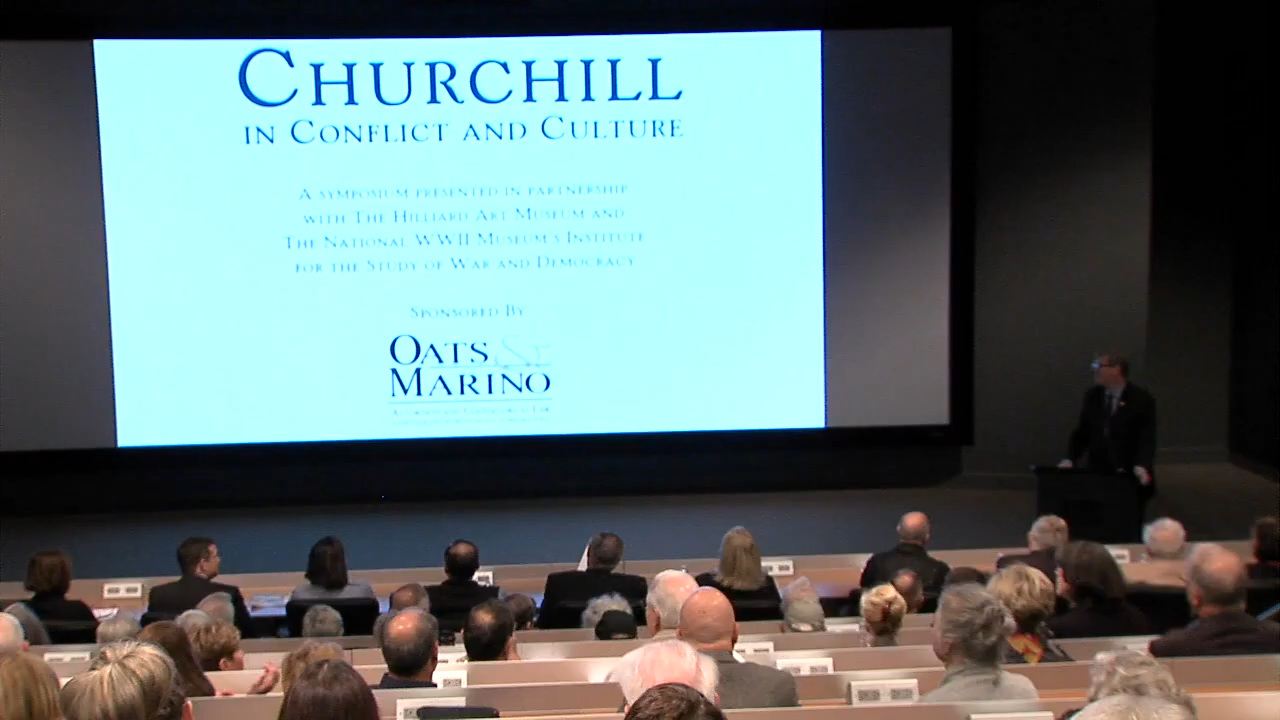 CHURCHILL
IN CONFLICT AND CULTURE
A SYMPOSIUM PRESENTED IN PARTNERSHIP
WITH THE HILLIARD ART MUSEUM AND
THE NATIONAL WWII MUSEUM'S INSTITUTE
FOR THE STUDY OF WAR AND DEMOCRACY
SPONSORED BY
OATS &
MARINO